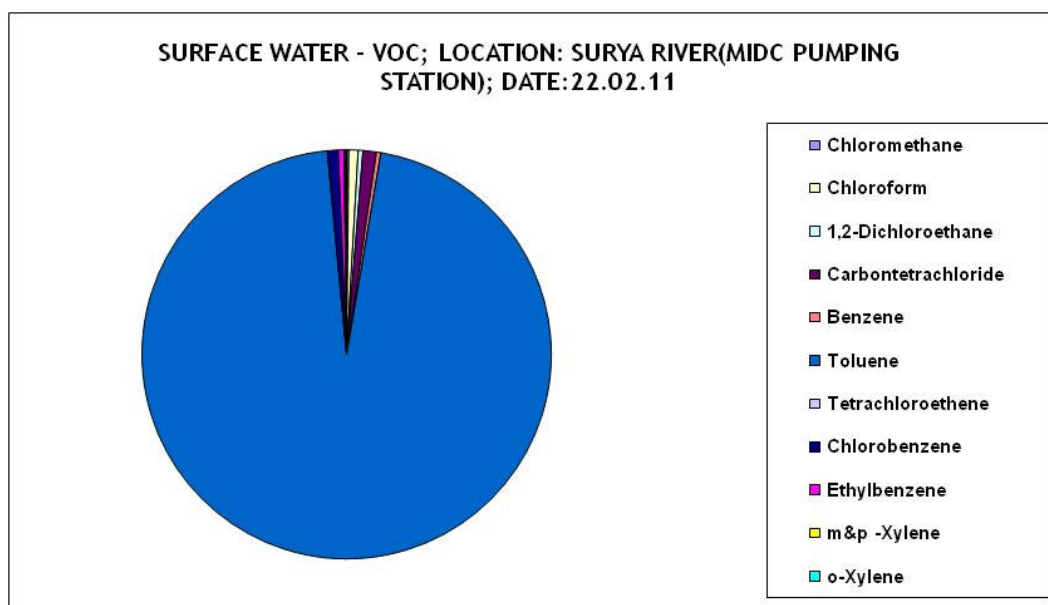 SURFACE WATER - VOC; LOCATION: SURYA RIVER(MIDC PUMPING
STATION); DATE:22.02.11
Chloromethane
Chloroform
1,2-Dichloroethane
Carbontetrachloride
Benzene
Toluene
Tetrachloroethene
Chlorobenzene
Ethylbenzene
m&p -Xylene
o-Xylene